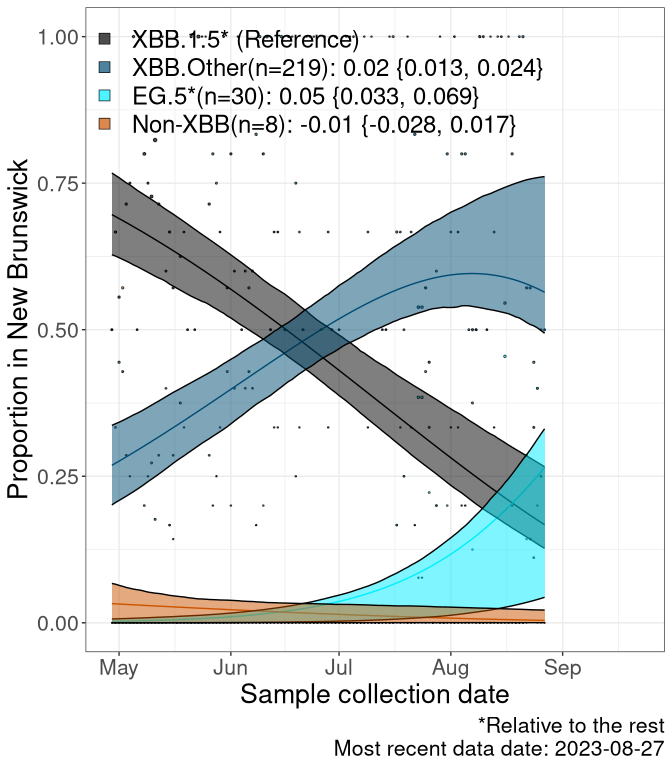 1.00
0.75
0.50
0.25
0.00
Proportion in New Brunswick
XBB.1.5* (Reference)
XBB.Other(n=219): 0.02 {0.013, 0.024}
EG.5*(n=30): 0.05 {0.033, 0.069}
Non-XBB(n=8): -0.01 {-0.028, 0.017}
May Jun Jul Aug Sep
Sample collection date
*Relative to the rest
Most recent data date: 2023-08-27